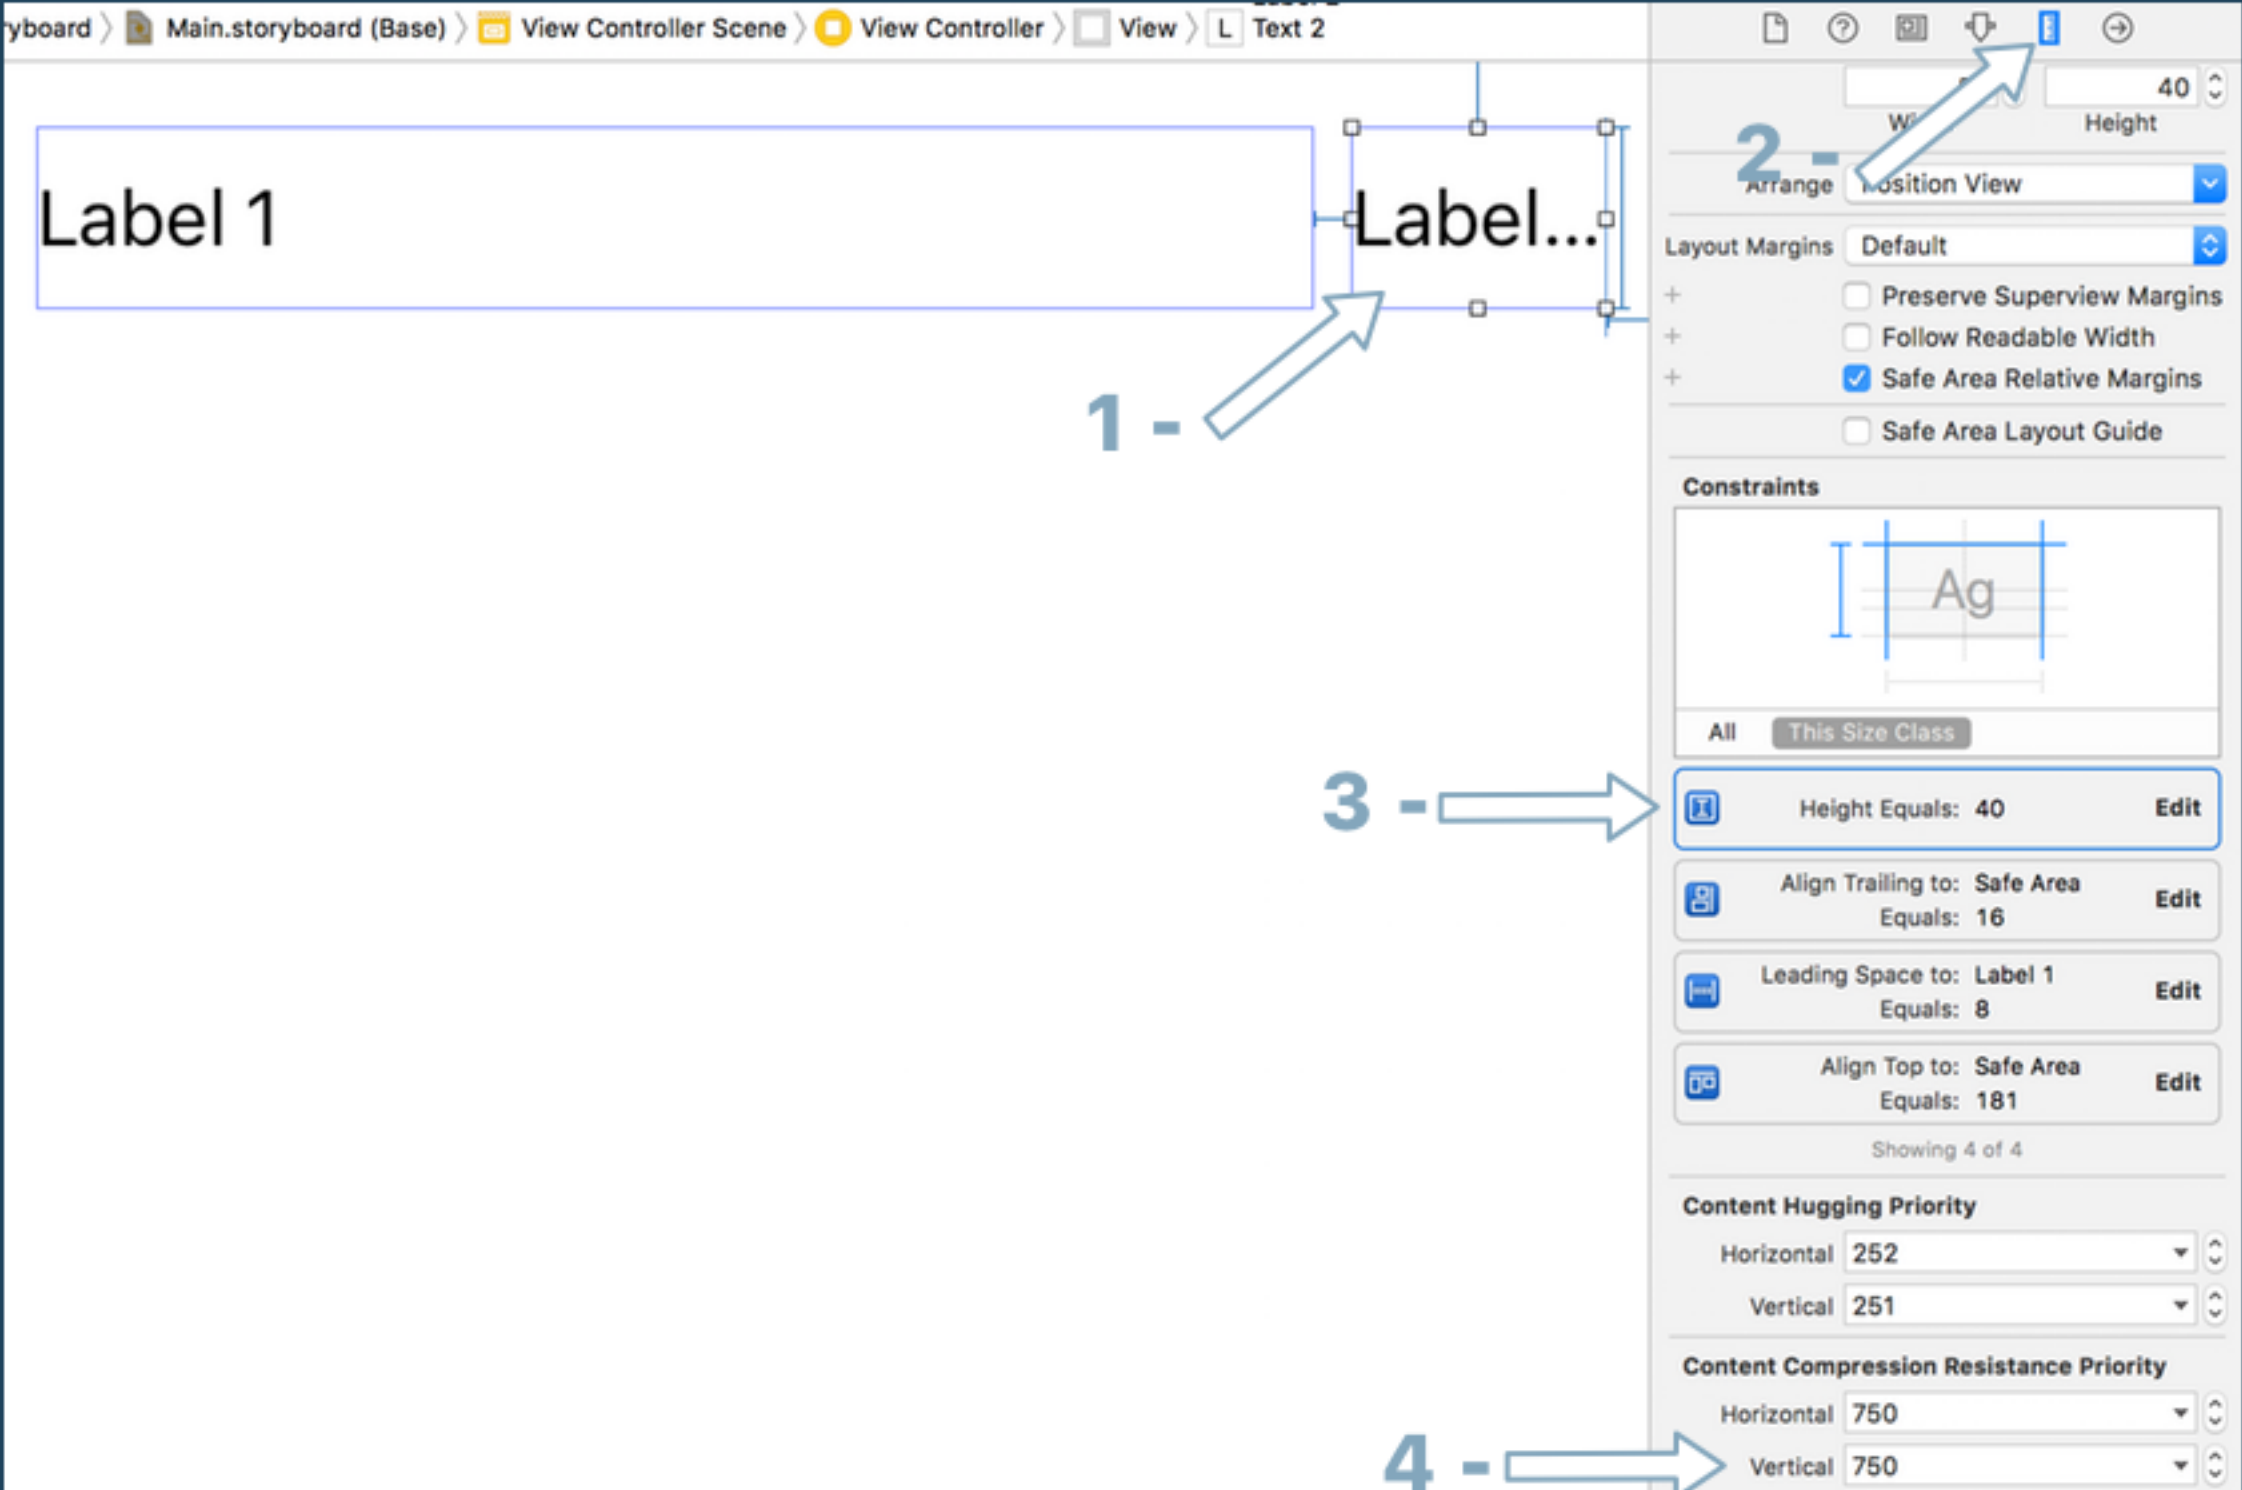 yboard 〉 Main.storyboard (Base) 〉 View Controller Scene 〉 View Controller 〉 View 〉 L Text 2
40
Height
2 -
Arrange
Layout Margins Default
+ Preserve Superview Margins
+ Follow Readable Width
+ Safe Area Relative Margins
Safe Area Layout Guide
Label 1
Label...
1 -
Constraints
Ag
All This Size Class
3 -
Height Equals: 40 Edit
Align Trailing to: Safe Area
Equals: 16
Edit
Leading Space to: Label 1
Equals: 8
Edit
Align Top to: Safe Area
Equals: 181
Edit
Showing 4 of 4
Content Hugging Priority
Horizontal 252
Vertical 251
Content Compression Resistance Priority
Horizontal 750
4 -
Vertical 750